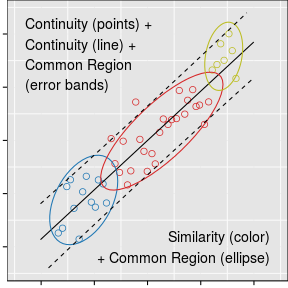 Continuity (points) +
Continuity (line) +
Common Region
(error bands)
Similarity (color)
+ Common Region (ellipse)